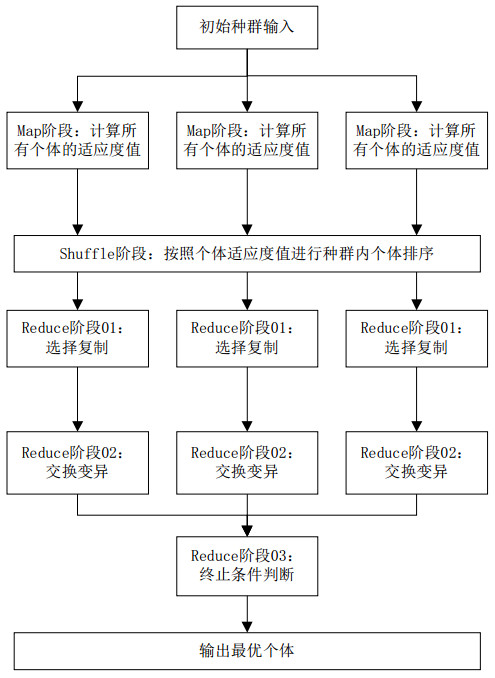 初始种群输入
Map阶段：计算所
有个体的适应度值
Map阶段：计算所
有个体的适应度值
Map阶段：计算所
有个体的适应度值
Shuffle阶段：按照个体适应度值进行种群内个体排序
Reduce阶段01：
选择复制
Reduce阶段01：
选择复制
Reduce阶段01：
选择复制
Reduce阶段02：
交换变异
Reduce阶段02：
交换变异
Reduce阶段02：
交换变异
Reduce阶段03：
终止条件判断
输出最优个体